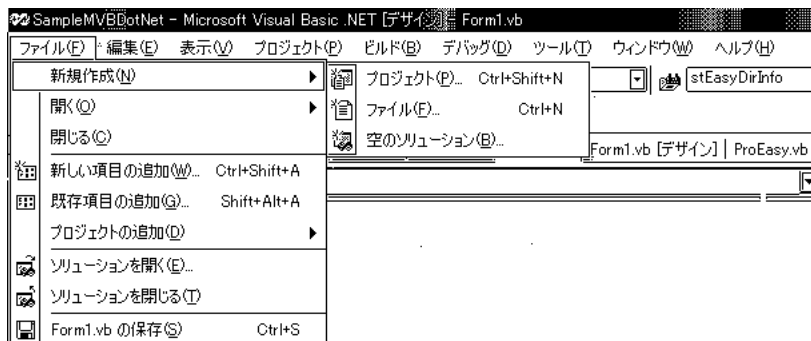 SampleMVBDotNet - Microsoft Visual Basic .NET [デザイン] - Form1.vb
ファイル(F) 編集(E) 表示(V) プロジェクト(P) ビルド(B) デバッグ(D) ツール(T) ウィンドウ(W) ヘルプ(H)
新規作成(N)
プロジェクト(P)... Ctrl+Shift+N
stEasyDirInfo
開く(O)
ファイル(F)... Ctrl+N
閉じる(C)
空のソリューション(B)...
Form1.vb [デザイン] | ProEasy.vb
新しい項目の追加(W)... Ctrl+Shift+A
既存項目の追加(G)... Shift+Alt+A
プロジェクトの追加(D)
ソリューションを開く(E)...
ソリューションを閉じる(T)
Form1.vb の保存(S) Ctrl+S